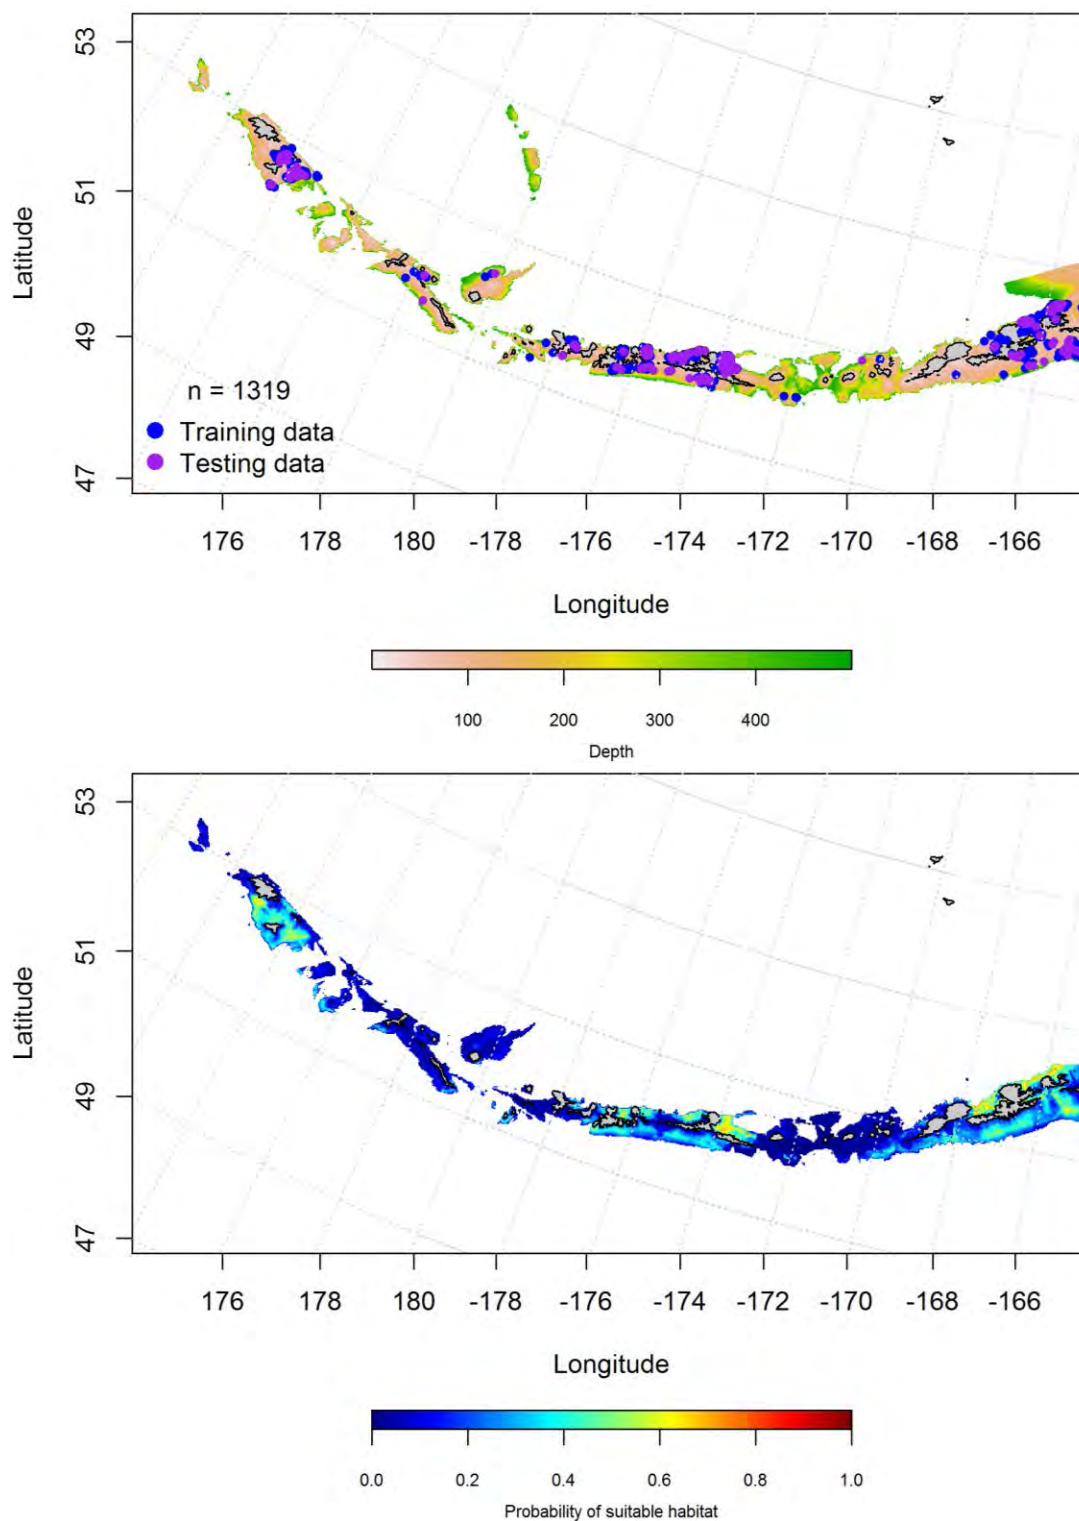 53
51
49
47
Latitude
n = 1319
Training data
Testing data
176 178 180 -178 -176 -174 -172 -170 -168 -166
Longitude
100 200 300 400
Depth
53
51
49
47
Latitude
176 178 180 -178 -176 -174 -172 -170 -168 -166
Longitude
0.0 0.2 0.4 0.6 0.8 1.0
Probability of suitable habitat